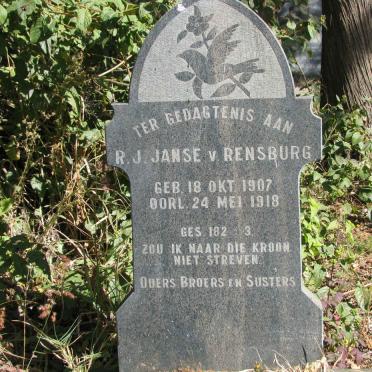 TER GEDAGTENIS AAN
R.J. JANSE v RENSBURG
GEB. 18 OKT. 1907
OORL. 24 MEI 1918
GES. 182 - 3.
ZOU IK NAAR DIE KROON
NIET STREVEN.
OUERS BROERS EN SUSTERS